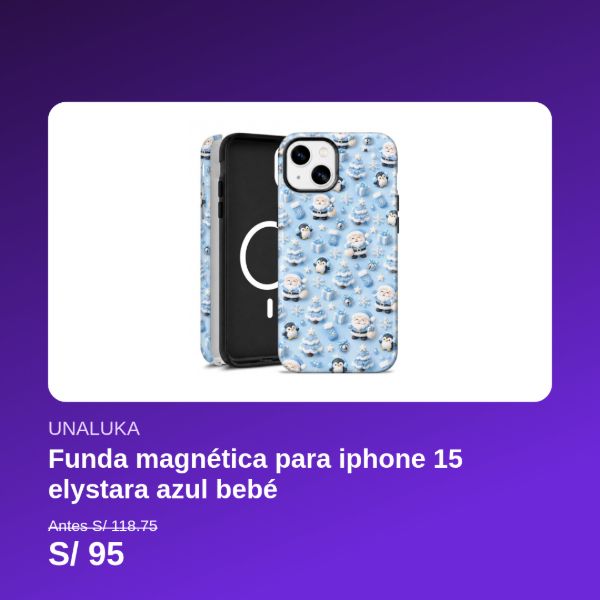 UNALUKA
Funda magnética para iphone 15
elystara azul bebé
Antes S/ 118.75
S/ 95